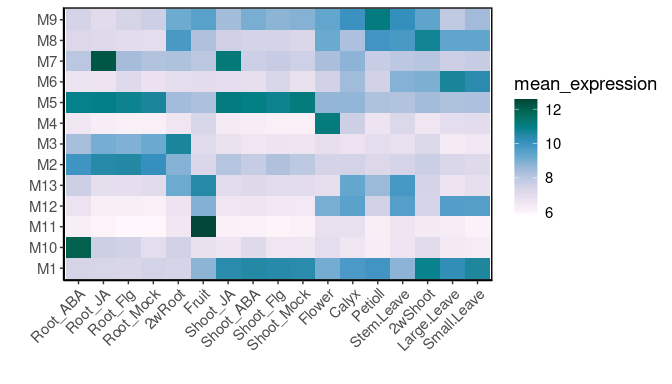 M9
M8
M7
M6
M5
M4
M3
M2
M13
M12
M11
M10
M1
Root_ABA
Root_JA
Root_Flg
Root_Mock
2wRoot
Fruit
Shoot_JA
Shoot_ABA
Shoot_Flg
Shoot_Mock
Flower
Calyx
Petioll
Stem.Leave
2wShoot
Large.Leave
Small.Leave
mean_expression
12
10
8
6